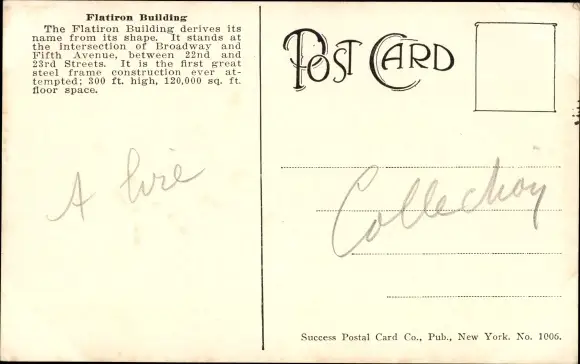 Flatiron Building
The Flatiron Building derives its
name from its shape. It stands at
the intersection of Broadway and
Fifth Avenue, between 22nd and
23rd Streets. It is the first great
steel frame construction ever at-
tempted; 300 ft. high, 120,000 sq. ft.
floor space.
POST CARD
A
Collection
Success Postal Card Co., Pub., New York. No. 1006.